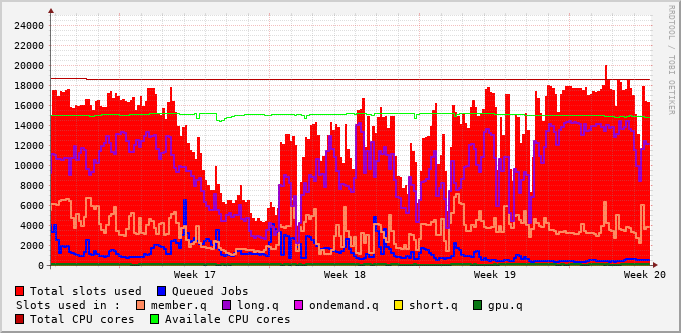 RRDTOOL / TOBI OETIKER
24000
22000
20000
18000
16000
14000
12000
10000
8000
6000
4000
2000
0
Week 17 Week 18 Week 19 Week 20
Total slots used Queued Jobs
Slots used in : member.q long.q ondemand.q short.q gpu.q
Total CPU cores Availale CPU cores